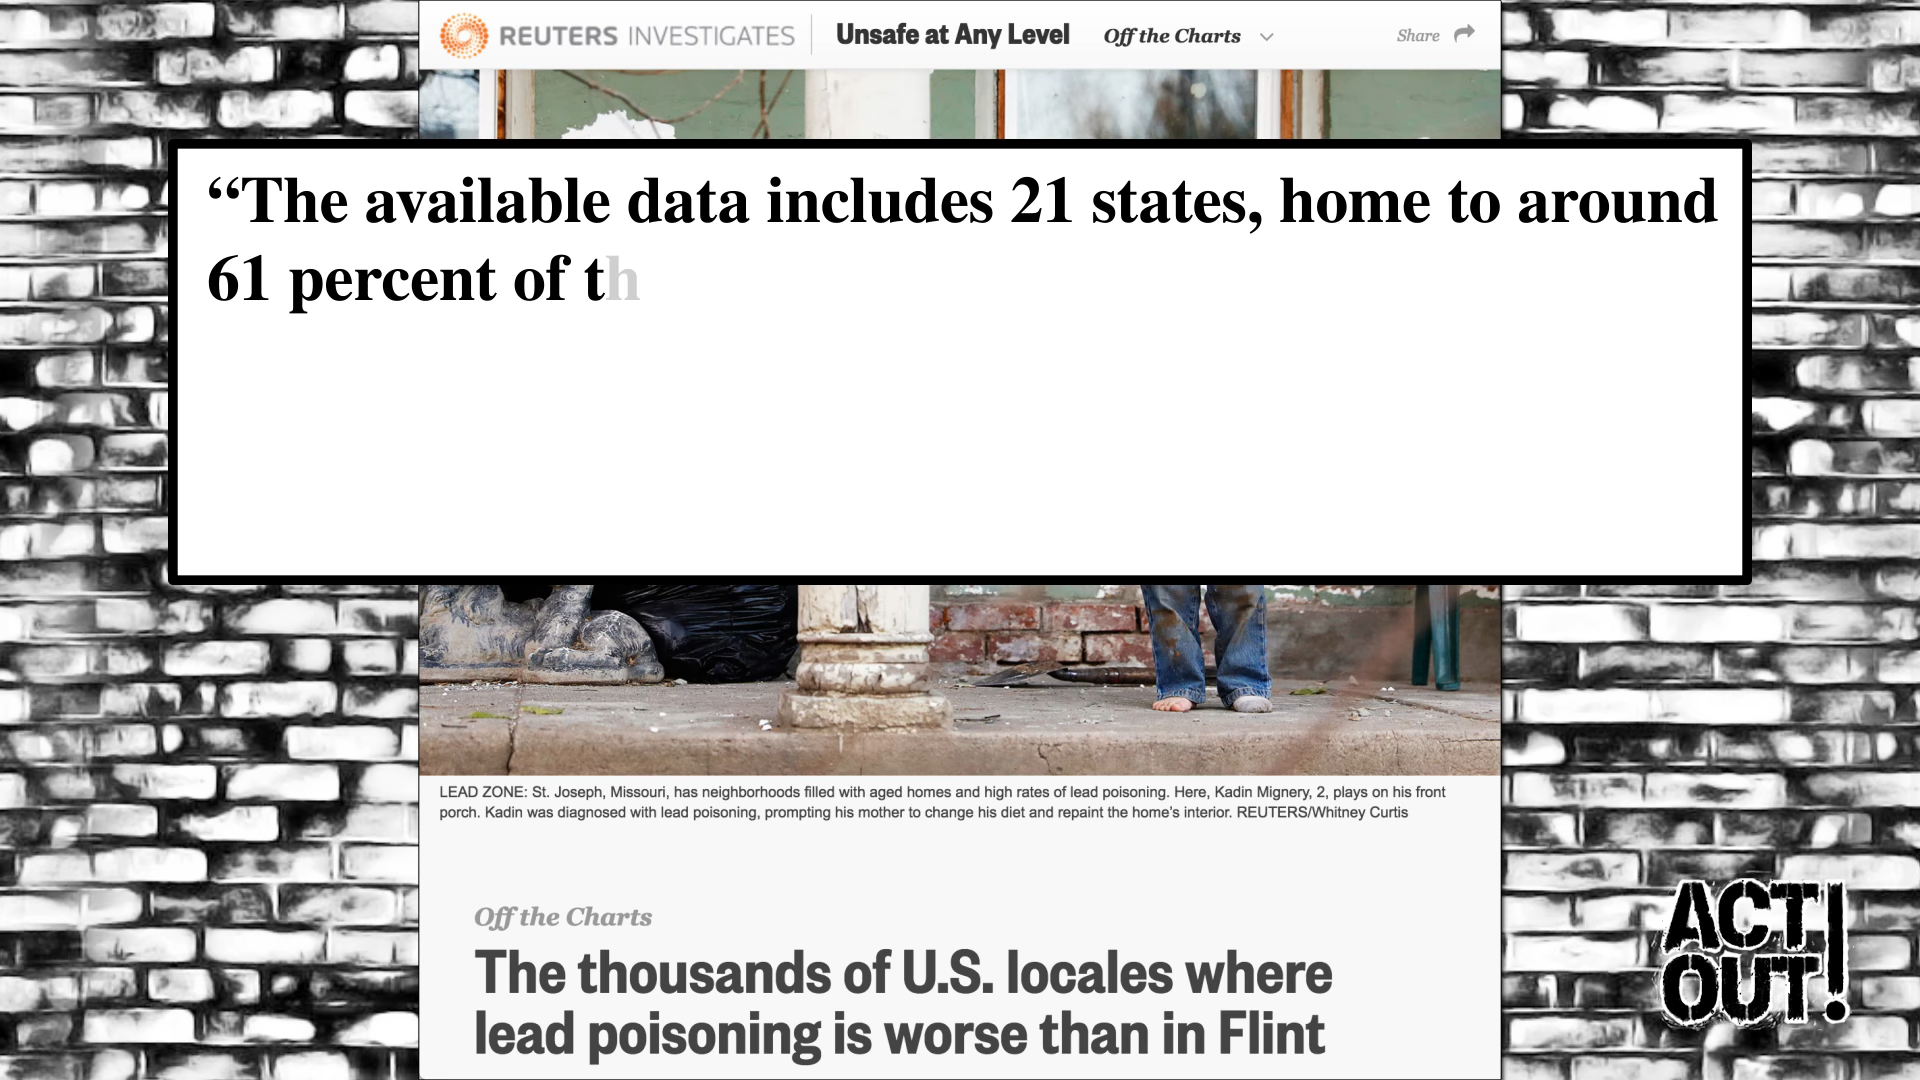 REUTERS INVESTIGATES
Unsafe at Any Level
Off the Charts
Share
“The available data includes 21 states, home to around
61 percent of th
LEAD ZONE: St. Joseph, Missouri, has neighborhoods filled with aged homes and high rates of lead poisoning. Here, Kadin Mignery, 2, plays on his front
porch. Kadin was diagnosed with lead poisoning, prompting his mother to change his diet and repaint the home’s interior. REUTERS/Whitney Curtis
Off the Charts
The thousands of U.S. locales where
lead poisoning is worse than in Flint
ACT
OUT!